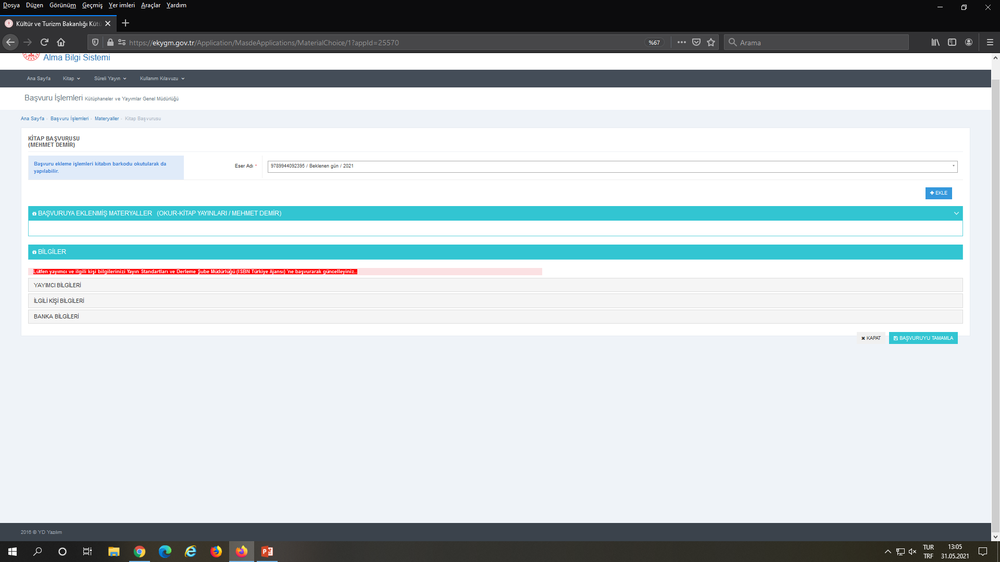 Dosya Düzen Görünüm Geçmiş Yer imleri Araçlar Yardım
Kültür ve Turizm Bakanlığı Kütü
https://ekygm.gov.tr/Application/MasdeApplications/MaterialChoice/1?appId=25570
%67
Arama
Alma Bilgi Sistemi
Ana Sayfa Kitap Süreli Yayın Kullanım Kılavuzu
Başvuru İşlemleri Kütüphaneler ve Yayımlar Genel Müdürlüğü
Ana Sayfa Başvuru İşlemleri Materyaller Kitap Başvurusu
KİTAP BAŞVURUSU
(MEHMET DEMİR)
Başvuru ekleme işlemleri kitabın barkodu okutularak da
yapılabilir.
Eser Adı *
9789944092395 / Beklenen gün / 2021
EKLE
BAŞVURUYA EKLENMİŞ MATERYALLER (OKUR-KİTAP YAYINLARI / MEHMET DEMİR)
BİLGİLER
Lütfen yayımcı ve ilgili kişi bilgilerinizi Yayın Standartları ve Derleme Şube Müdürlüğü (ISBN Türkiye Ajansı) 'ne başvurarak güncelleyiniz..
YAYIMCI BİLGİLERİ
İLGİLİ KİŞİ BİLGİLERİ
BANKA BİLGİLERİ
KAPAT
BAŞVURUYU TAMAMLA
2016 © YD Yazılım
TUR
TRF
13:05
31.05.2021